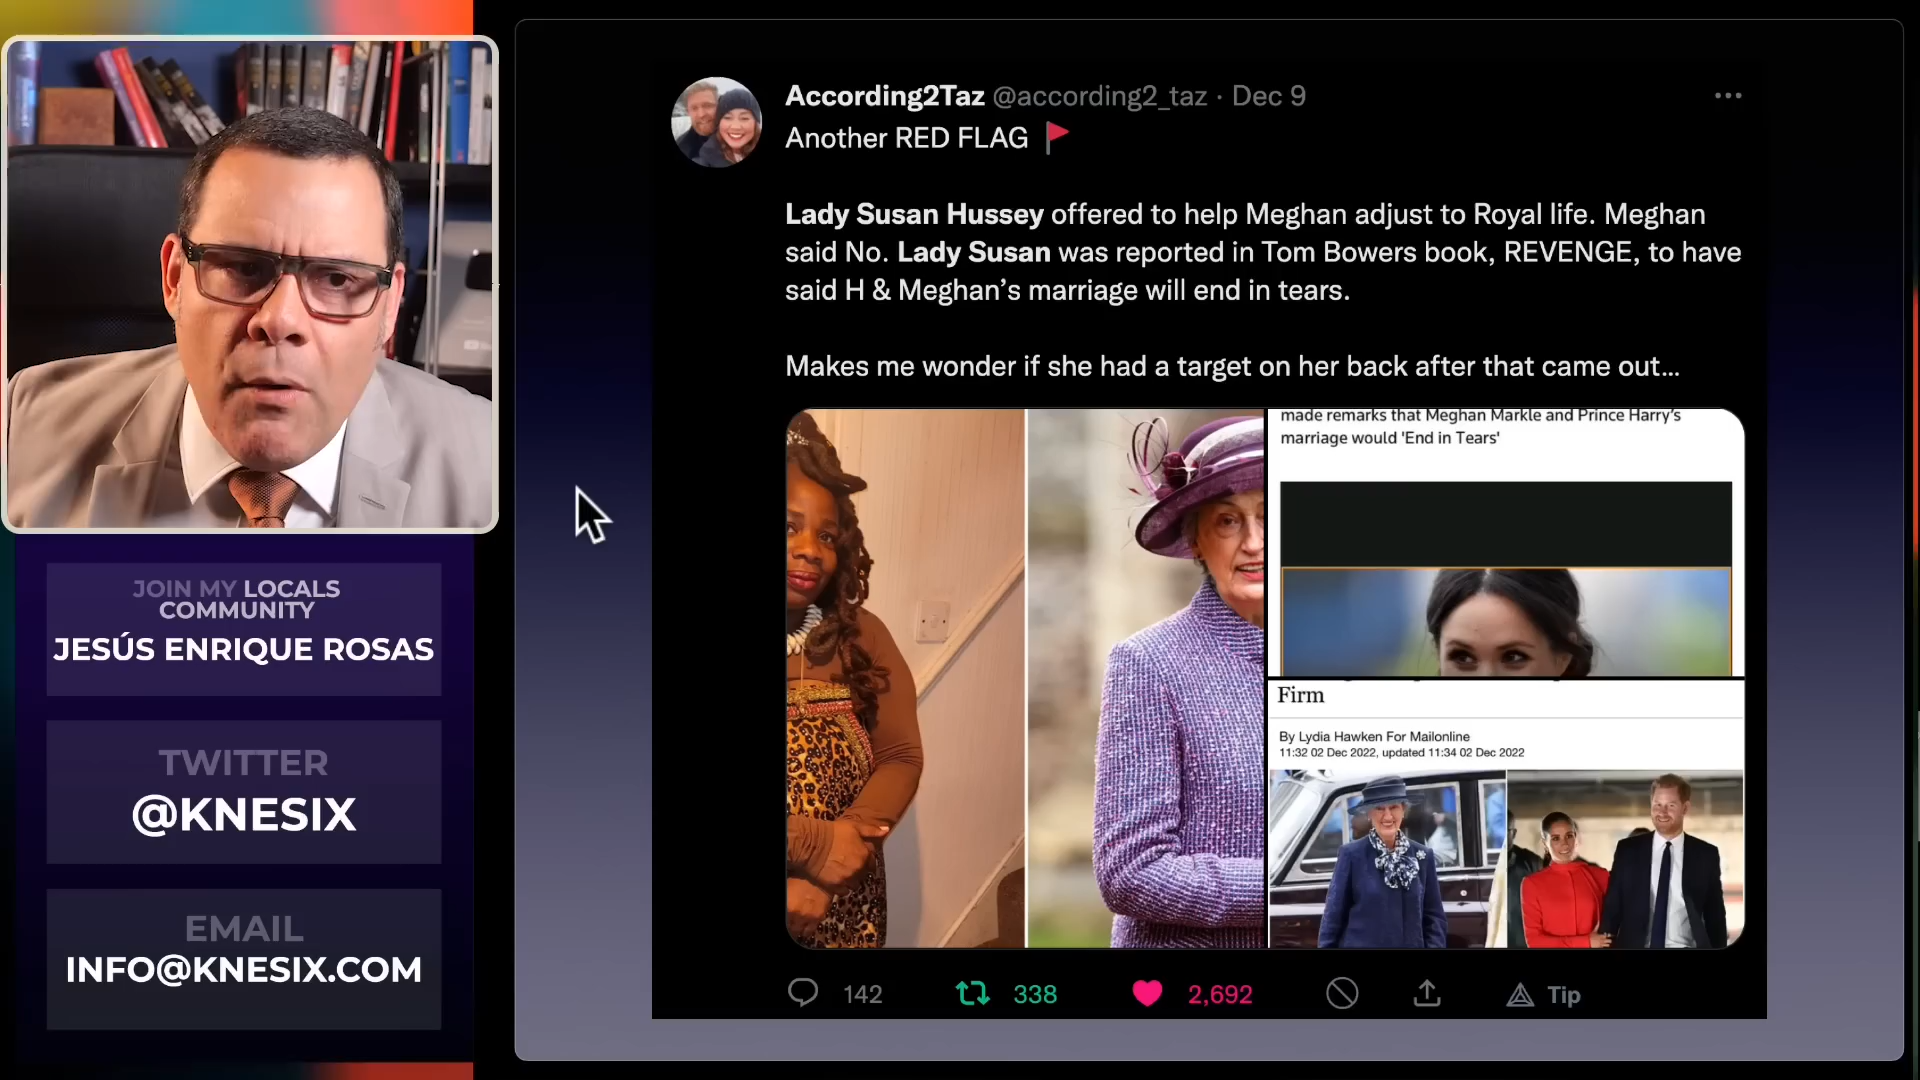 JOIN MY LOCALS
COMMUNITY
JESÚS ENRIQUE ROSAS
TWITTER
@KNESIX
EMAIL
INFO@KNESIX.COM
According2Taz @according2_taz · Dec 9
Another RED FLAG 🚩
Lady Susan Hussey offered to help Meghan adjust to Royal life. Meghan
said No. Lady Susan was reported in Tom Bowers book, REVENGE, to have
said H & Meghan’s marriage will end in tears.
Makes me wonder if she had a target on her back after that came out...
made remarks that Meghan Markle and Prince Harry's
marriage would 'End in Tears'
Firm
By Lydia Hawken For Mailonline
11:32 02 Dec 2022, updated 11:34 02 Dec 2022
142 338 2,692 Tip